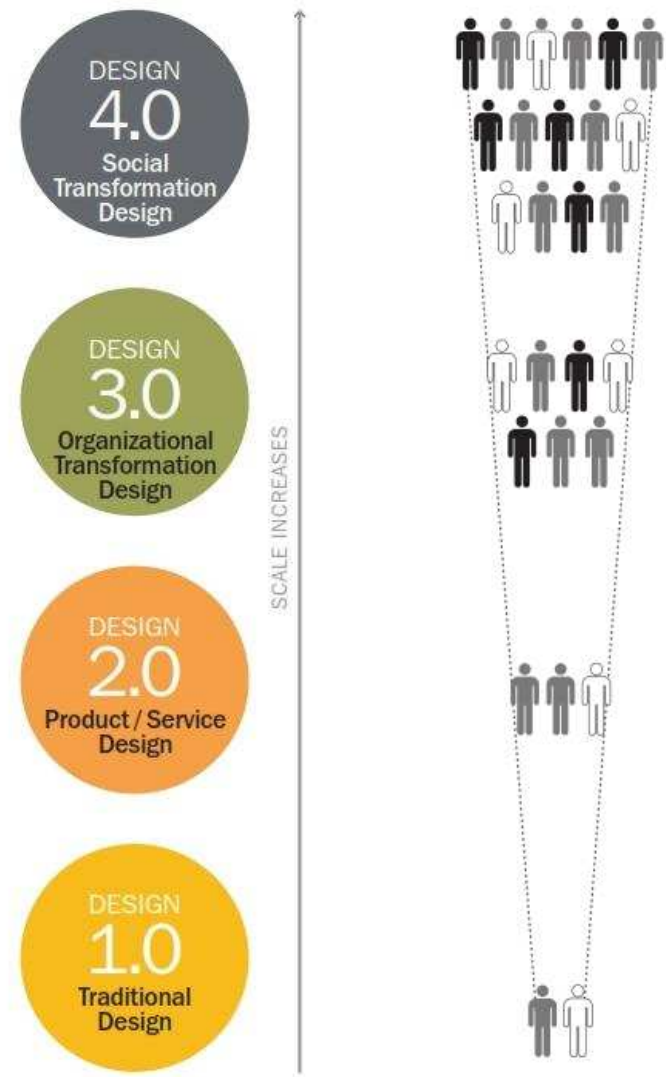 DESIGN
4.0
Social
Transformation
Design
DESIGN
3.0
Organizational
Transformation
Design
SCALE INCREASES
DESIGN
2.0
Product / Service
Design
DESIGN
1.0
Traditional
Design